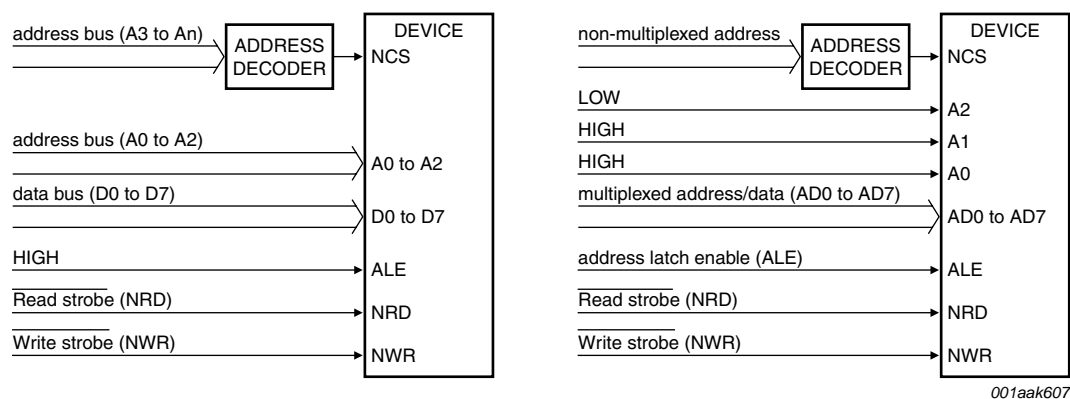 address bus (A3 to An)
ADDRESS
DECODER
DEVICE
NCS
address bus (A0 to A2)
A0 to A2
data bus (D0 to D7)
D0 to D7
HIGH
ALE
Read strobe (NRD)
NRD
Write strobe (NWR)
NWR
non-multiplexed address
ADDRESS
DECODER
DEVICE
NCS
LOW
A2
HIGH
A1
HIGH
A0
multiplexed address/data (AD0 to AD7)
AD0 to AD7
address latch enable (ALE)
ALE
Read strobe (NRD)
NRD
Write strobe (NWR)
NWR
001aak607